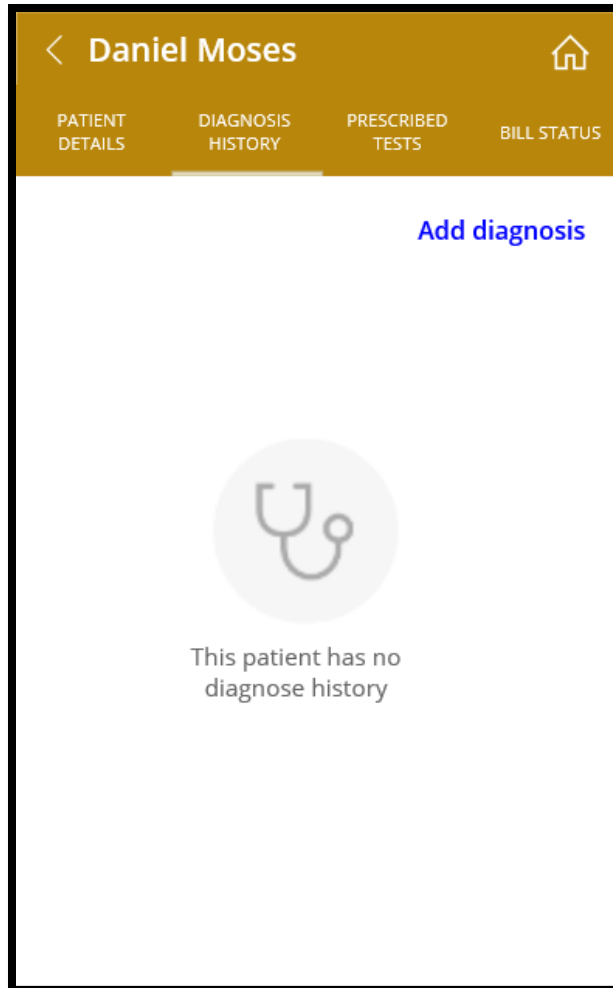 Daniel Moses
PATIENT
DETAILS
DIAGNOSIS
HISTORY
PRESCRIBED
TESTS
BILL STATUS
Add diagnosis
This patient has no
diagnose history